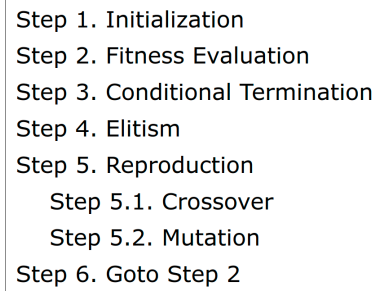 Step 1. Initialization
Step 2. Fitness Evaluation
Step 3. Conditional Termination
Step 4. Elitism
Step 5. Reproduction
Step 5.1. Crossover
Step 5.2. Mutation
Step 6. Goto Step 2